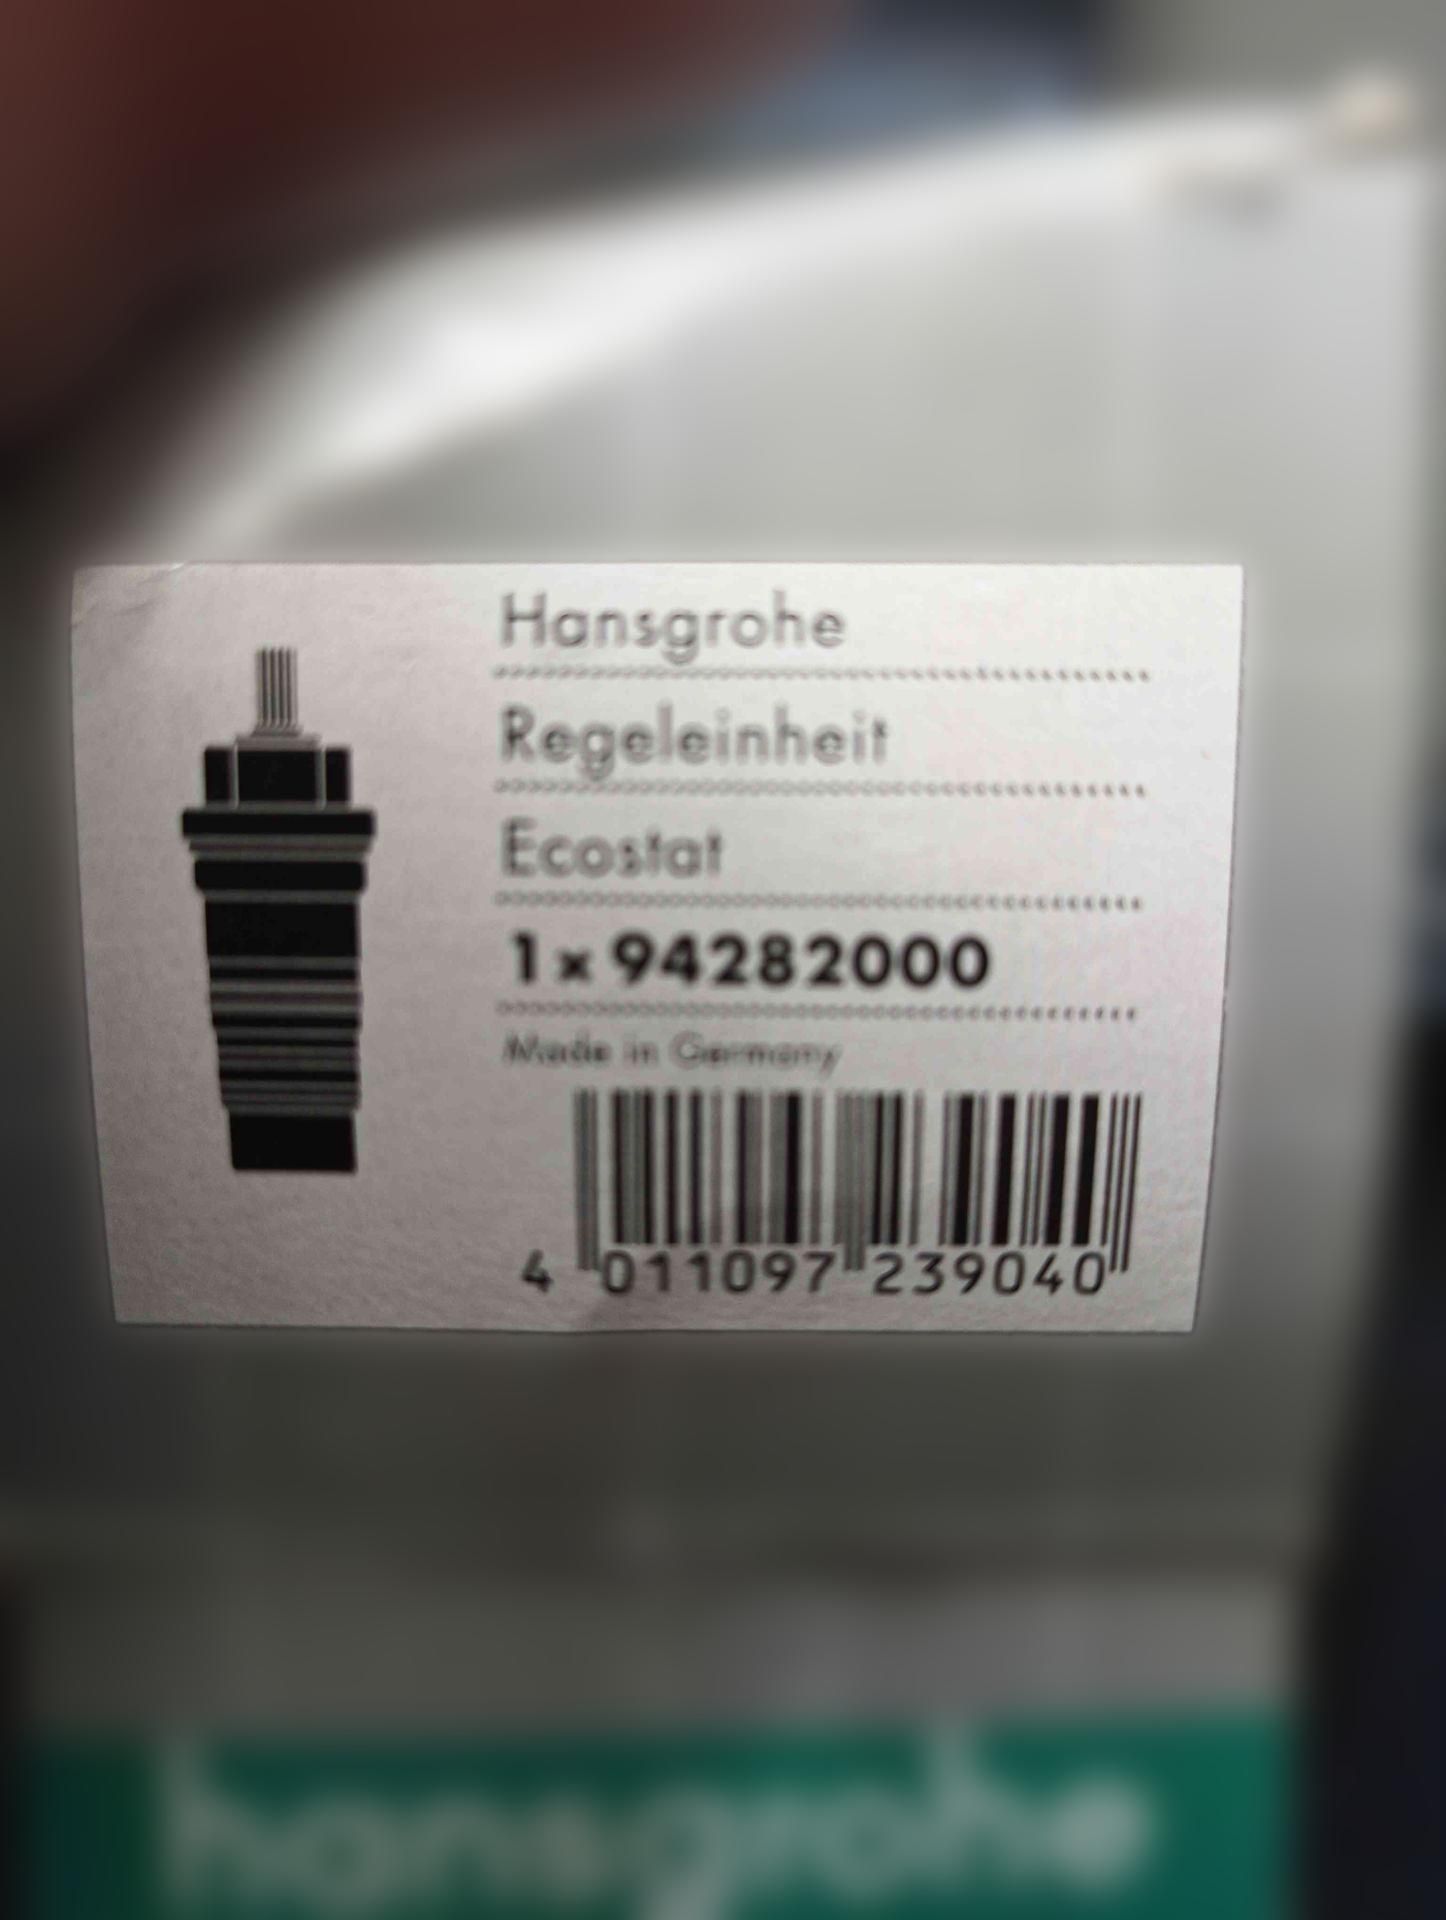 Hansgrohe
Regeleinheit
Ecostat
1 x 94282000
Made in Germany
4 011097 239040
hansgrohe